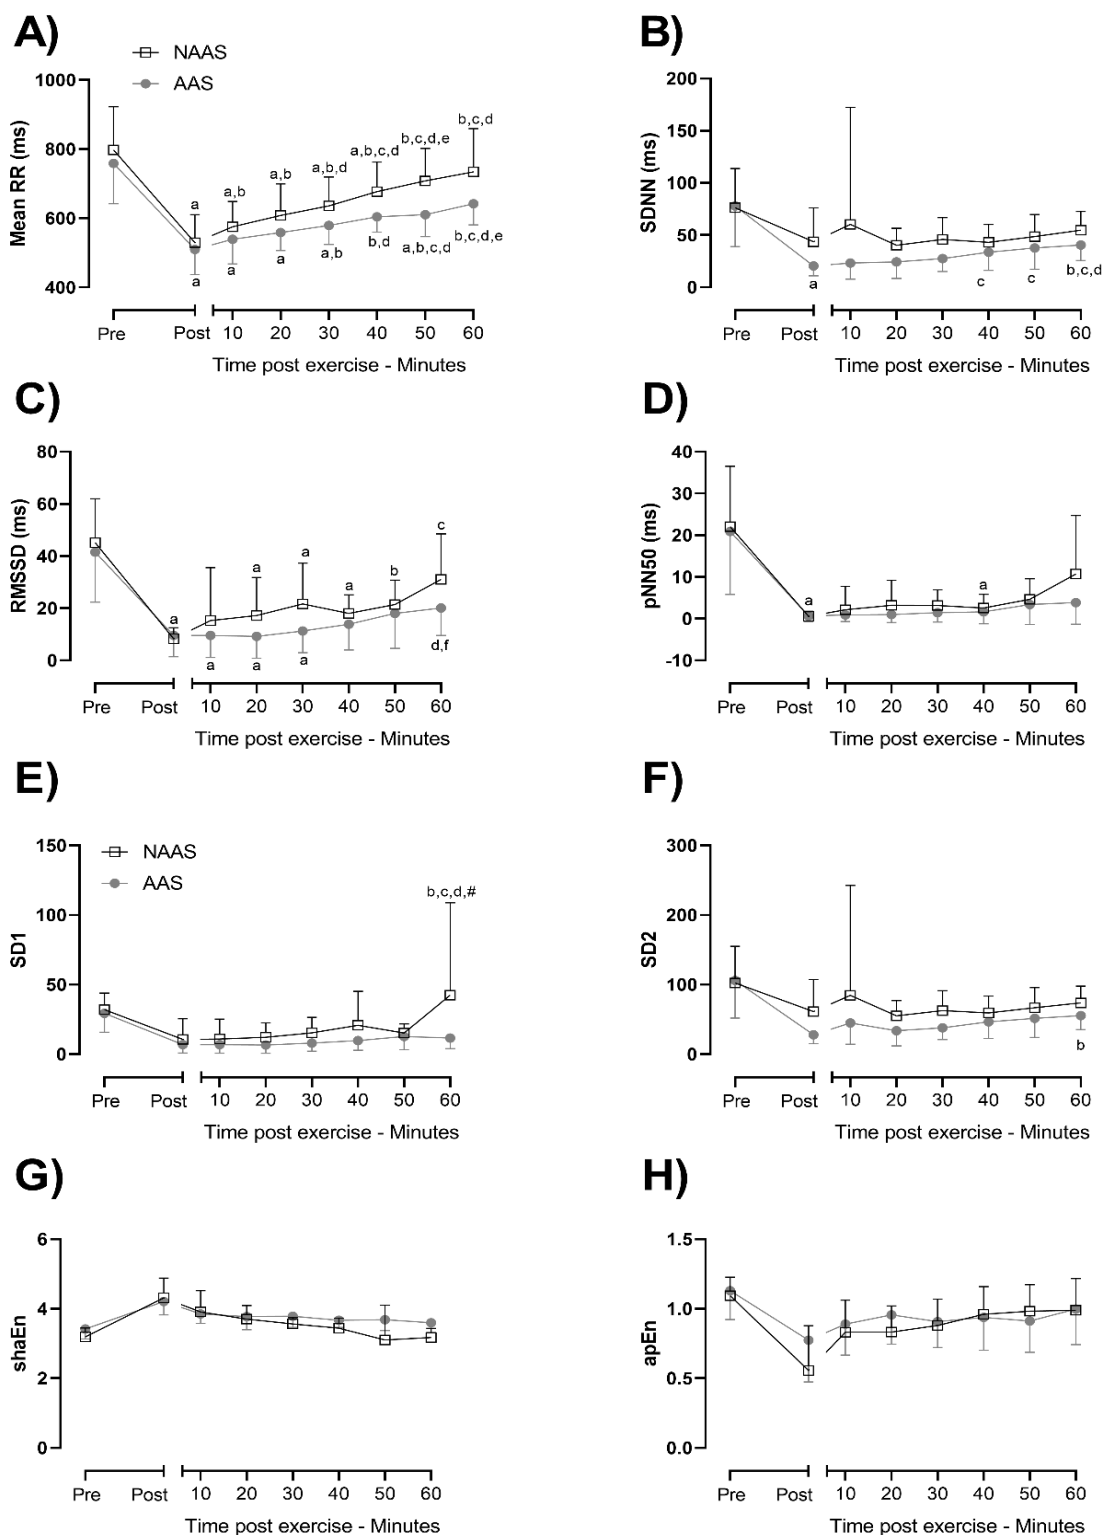 A)
NAAS
AAS
Mean RR (ms)
1000
800
600
400
a
a,b
a,b
a,b,d
a,b,c,d
b,c,d,e
b,c,d
a
a
a
a,b
b,d
a,b,c,d
b,c,d,e
Pre
Post
10 20 30 40 50 60
Time post exercise - Minutes
B)
SDNN (ms)
200
150
100
50
0
a
c
c
b,c,d
Pre
Post
10 20 30 40 50 60
Time post exercise - Minutes
C)
RMSSD (ms)
80
60
40
20
0
a
a
a
a
b
c
a
a
a
d,f
Pre
Post
10 20 30 40 50 60
Time post exercise - Minutes
D)
pNN50 (ms)
40
30
20
10
0
-10
a
a
Pre
Post
10 20 30 40 50 60
Time post exercise - Minutes
E)
NAAS
AAS
SD1
150
100
50
0
b,c,d,#
Pre
Post
10 20 30 40 50 60
Time post exercise - Minutes
F)
SD2
300
200
100
0
b
Pre
Post
10 20 30 40 50 60
Time post exercise - Minutes
G)
shaEn
6
4
2
0
Pre
Post
10 20 30 40 50 60
Time post exercise - Minutes
H)
apEn
1.5
1.0
0.5
0.0
Pre
Post
10 20 30 40 50 60
Time post exercise - Minutes